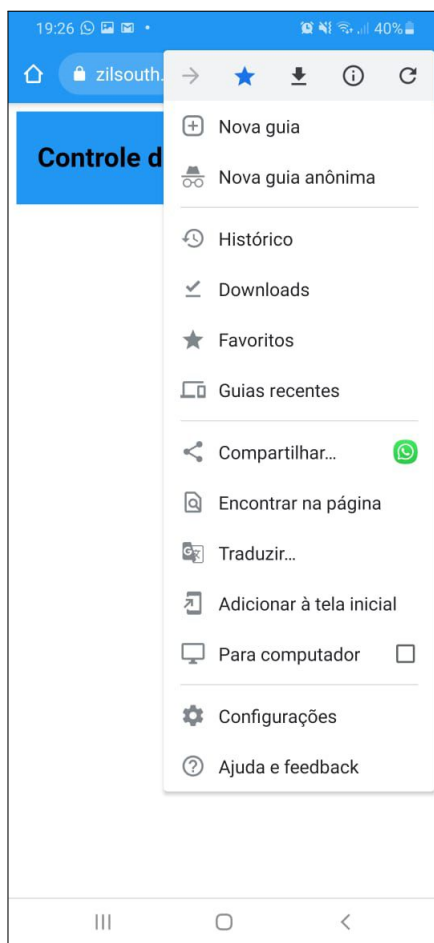 19:26 40%
zilsouth.
Controle d
Nova guia
Nova guia anônima
Histórico
Downloads
Favoritos
Guias recentes
Compartilhar...
Encontrar na página
Traduzir...
Adicionar à tela inicial
Para computador
Configurações
Ajuda e feedback